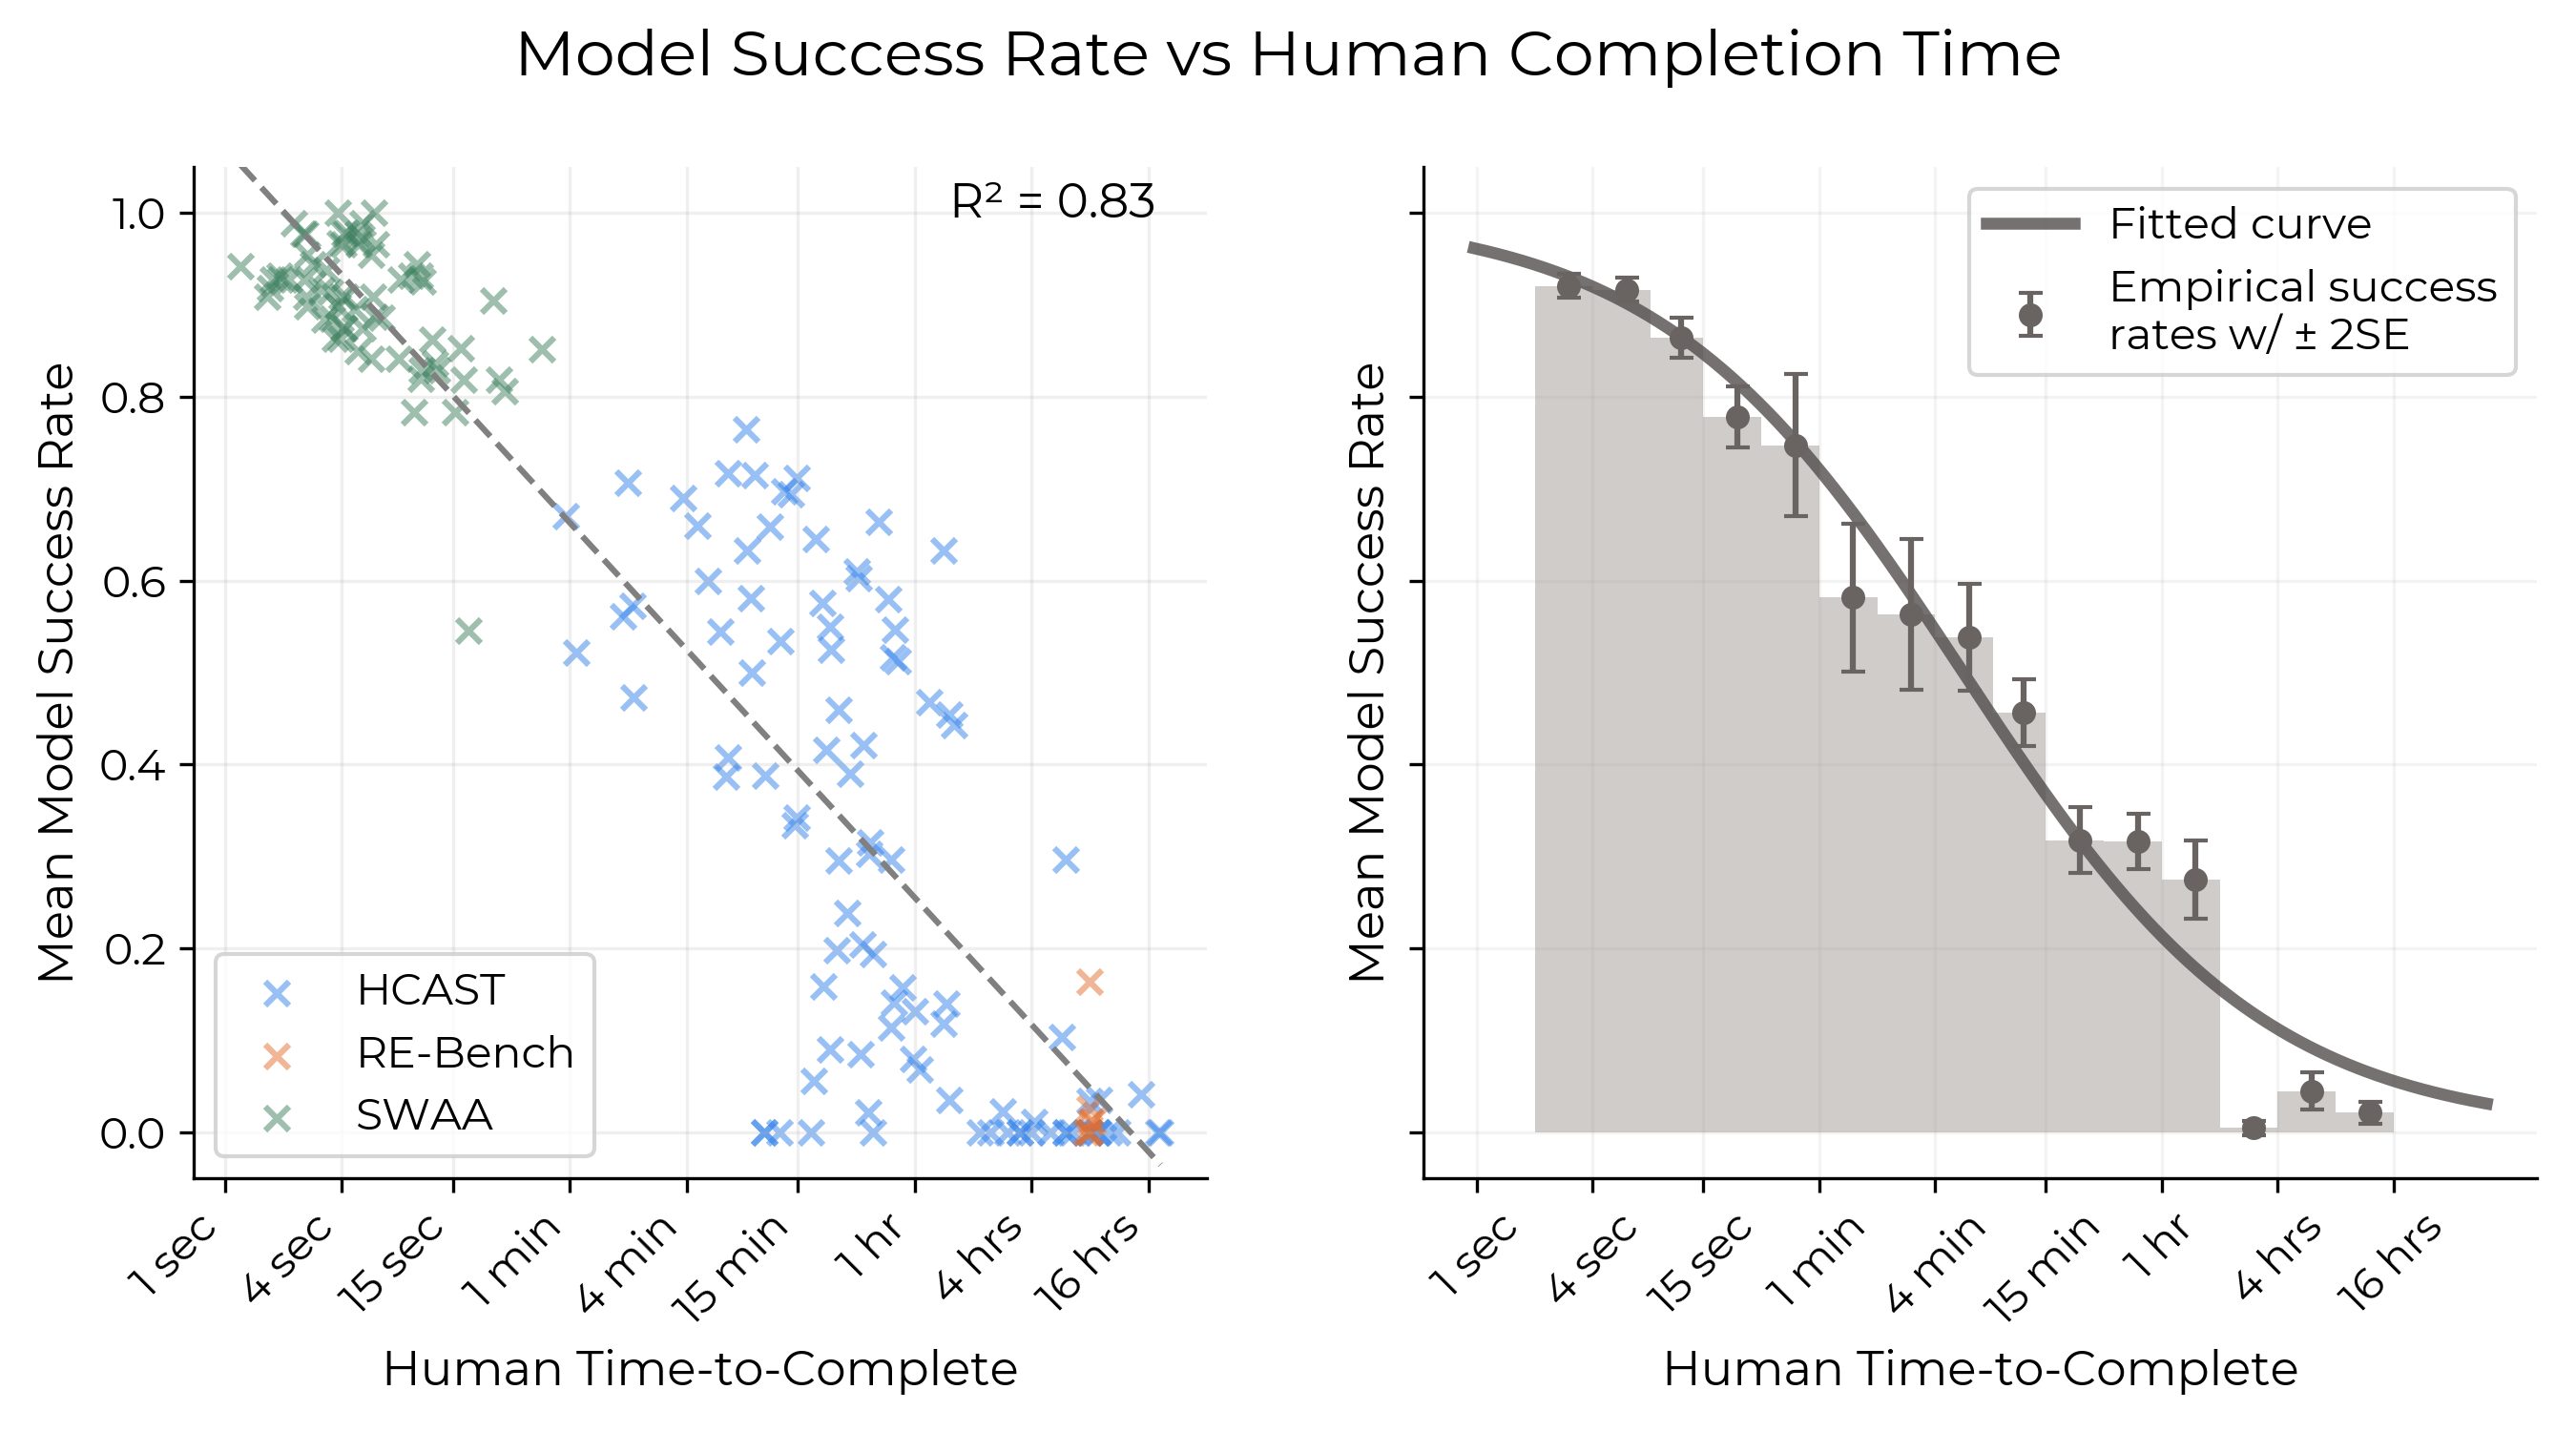 Model Success Rate vs Human Completion Time
Mean Model Success Rate
1.0
0.8
0.6
0.4
0.2
0.0
R² = 0.83
HCAST
RE-Bench
SWAA
1 sec
4 sec
15 sec
1 min
4 min
15 min
1 hr
4 hrs
16 hrs
Human Time-to-Complete
Mean Model Success Rate
Fitted curve
Empirical success
rates w/ ± 2SE
1 sec
4 sec
15 sec
1 min
4 min
15 min
1 hr
4 hrs
16 hrs
Human Time-to-Complete